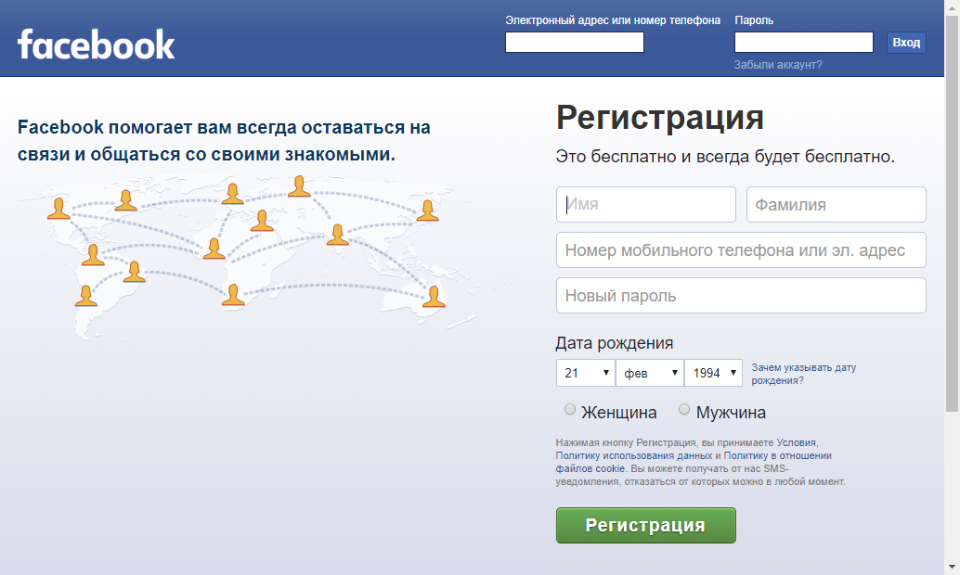 facebook
Электронный адрес или номер телефона
Пароль
Вход
Забыли аккаунт?
Facebook помогает вам всегда оставаться на
связи и общаться со своими знакомыми.
Регистрация
Это бесплатно и всегда будет бесплатно.
Имя
Фамилия
Номер мобильного телефона или эл. адрес
Новый пароль
Дата рождения
21
фев
1994
Зачем указывать дату
рождения?
Женщина
Мужчина
Нажимая кнопку Регистрация, вы принимаете Условия,
Политику использования данных и Политику в отношении
файлов cookie. Вы можете получать от нас SMS-
уведомления, отказаться от которых можно в любой момент.
Регистрация